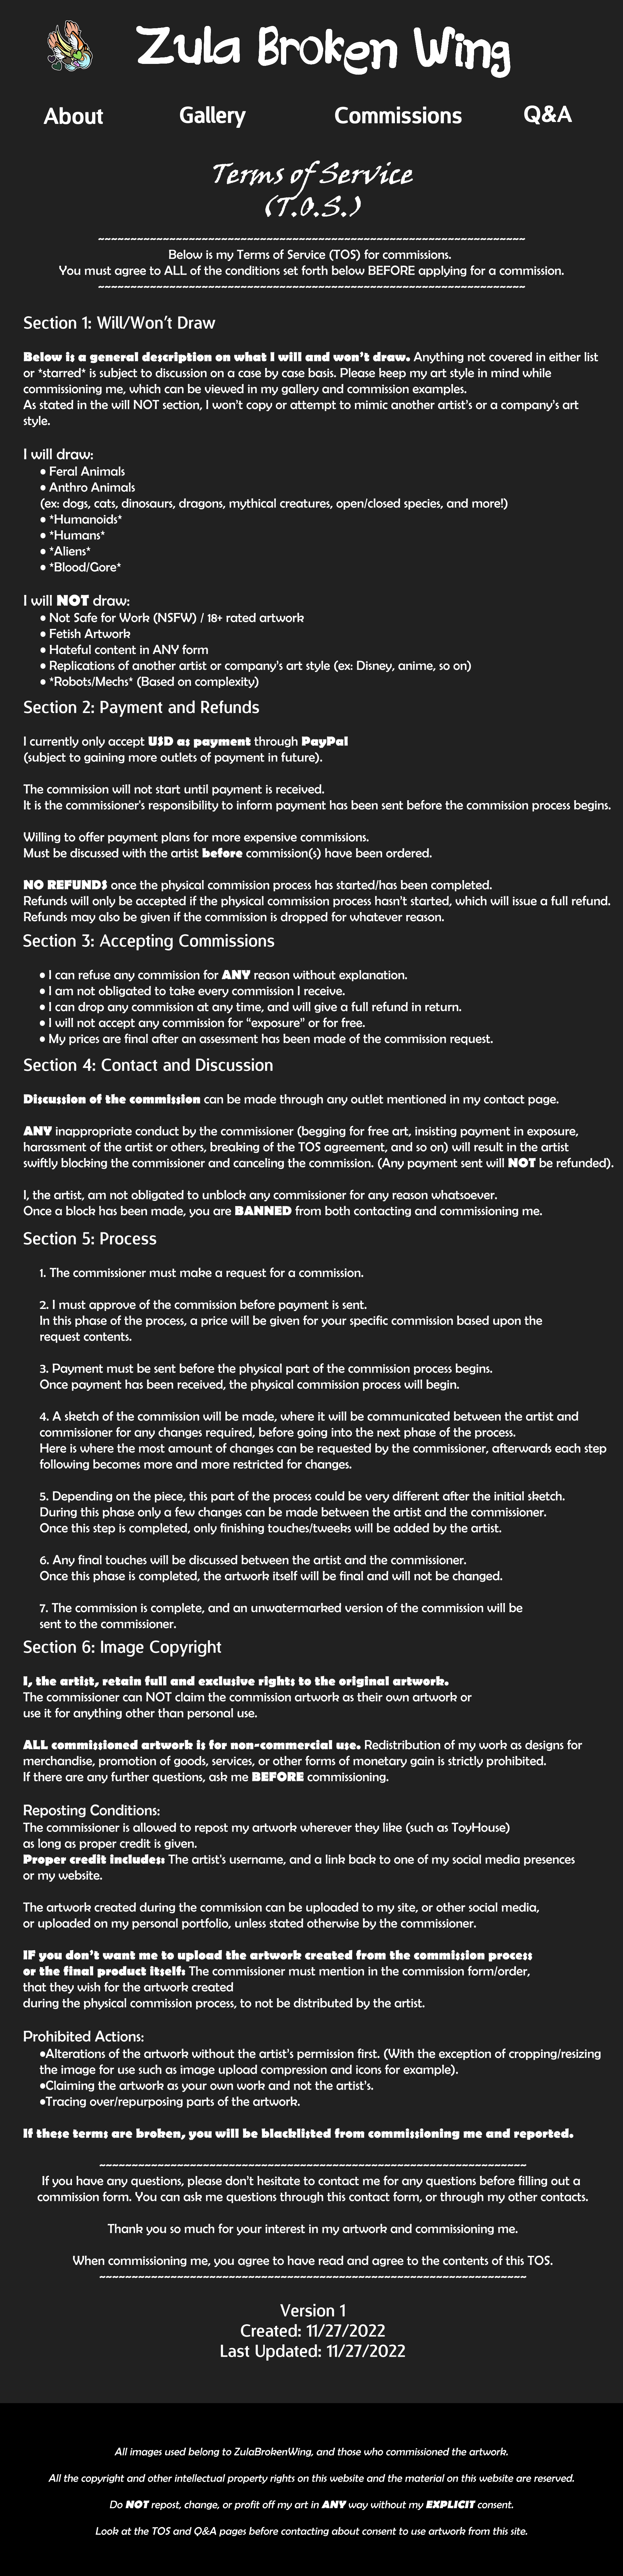 Zula Broken Wing
About Gallery Commissions Q&A
Terms of Service
(T.O.S.)
~~~~~~~~~~~~~~~~~~~~~~~~~~~~~~~~~~~~~~~~~~~~~~~~~~~~~~~~~~~~~~~~~~
Below is my Terms of Service (TOS) for commissions.
You must agree to ALL of the conditions set forth below BEFORE applying for a commission.
~~~~~~~~~~~~~~~~~~~~~~~~~~~~~~~~~~~~~~~~~~~~~~~~~~~~~~~~~~~~~~~~~~
Section 1: Will/Won't Draw
Below is a general description on what I will and won't draw. Anything not covered in either list
or *starred* is subject to discussion on a case by case basis. Please keep my art style in mind while
commissioning me, which can be viewed in my gallery and commission examples.
As stated in the will NOT section, I won't copy or attempt to mimic another artist's or a company's art
style.
I will draw:
• Feral Animals
• Anthro Animals
(ex: dogs, cats, dinosaurs, dragons, mythical creatures, open/closed species, and more!)
• *Humanoids*
• *Humans*
• *Aliens*
• *Blood/Gore*
I will NOT draw:
• Not Safe for Work (NSFW) / 18+ rated artwork
• Fetish Artwork
• Hateful content in ANY form
• Replications of another artist or company's art style (ex: Disney, anime, so on)
• *Robots/Mechs* (Based on complexity)
Section 2: Payment and Refunds
I currently only accept USD as payment through PayPal
(subject to gaining more outlets of payment in future).
The commission will not start until payment is received.
It is the commissioner's responsibility to inform payment has been sent before the commission process begins.
Willing to offer payment plans for more expensive commissions.
Must be discussed with the artist before commission(s) have been ordered.
NO REFUNDS once the physical commission process has started/has been completed.
Refunds will only be accepted if the physical commission process hasn't started, which will issue a full refund.
Refunds may also be given if the commission is dropped for whatever reason.
Section 3: Accepting Commissions
• I can refuse any commission for ANY reason without explanation.
• I am not obligated to take every commission I receive.
• I can drop any commission at any time, and will give a full refund in return.
• I will not accept any commission for "exposure" or for free.
• My prices are final after an assessment has been made of the commission request.
Section 4: Contact and Discussion
Discussion of the commission can be made through any outlet mentioned in my contact page.
ANY inappropriate conduct by the commissioner (begging for free art, insisting payment in exposure,
harassment of the artist or others, breaking of the TOS agreement, and so on) will result in the artist
swiftly blocking the commissioner and canceling the commission. (Any payment sent will NOT be refunded).
I, the artist, am not obligated to unblock any commissioner for any reason whatsoever.
Once a block has been made, you are BANNED from both contacting and commissioning me.
Section 5: Process
1. The commissioner must make a request for a commission.
2. I must approve of the commission before payment is sent.
In this phase of the process, a price will be given for your specific commission based upon the
request contents.
3. Payment must be sent before the physical part of the commission process begins.
Once payment has been received, the physical commission process will begin.
4. A sketch of the commission will be made, where it will be communicated between the artist and
commissioner for any changes required, before going into the next phase of the process.
Here is where the most amount of changes can be requested by the commissioner, afterwards each step
following becomes more and more restricted for changes.
5. Depending on the piece, this part of the process could be very different after the initial sketch.
During this phase only a few changes can be made between the artist and the commissioner.
Once this step is completed, only finishing touches/tweeks will be added by the artist.
6. Any final touches will be discussed between the artist and the commissioner.
Once this phase is completed, the artwork itself will be final and will not be changed.
7. The commission is complete, and an unwatermarked version of the commission will be
sent to the commissioner.
Section 6: Image Copyright
I, the artist, retain full and exclusive rights to the original artwork.
The commissioner can NOT claim the commission artwork as their own artwork or
use it for anything other than personal use.
ALL commissioned artwork is for non-commercial use. Redistribution of my work as designs for
merchandise, promotion of goods, services, or other forms of monetary gain is strictly prohibited.
If there are any further questions, ask me BEFORE commissioning.
Reposting Conditions:
The commissioner is allowed to repost my artwork wherever they like (such as ToyHouse)
as long as proper credit is given.
Proper credit includes: The artist's username, and a link back to one of my social media presences
or my website.
The artwork created during the commission can be uploaded to my site, or other social media,
or uploaded on my personal portfolio, unless stated otherwise by the commissioner.
IF you don't want me to upload the artwork created from the commission process
or the final product itself: The commissioner must mention in the commission form/order,
that they wish for the artwork created
during the physical commission process, to not be distributed by the artist.
Prohibited Actions:
•Alterations of the artwork without the artist's permission first. (With the exception of cropping/resizing
the image for use such as image upload compression and icons for example).
•Claiming the artwork as your own work and not the artist's.
•Tracing over/repurposing parts of the artwork.
If these terms are broken, you will be blacklisted from commissioning me and reported.
~~~~~~~~~~~~~~~~~~~~~~~~~~~~~~~~~~~~~~~~~~~~~~~~~~~~~~~~~~~~~~~~~~
If you have any questions, please don't hesitate to contact me for any questions before filling out a
commission form. You can ask me questions through this contact form, or through my other contacts.
Thank you so much for your interest in my artwork and commissioning me.
When commissioning me, you agree to have read and agree to the contents of this TOS.
~~~~~~~~~~~~~~~~~~~~~~~~~~~~~~~~~~~~~~~~~~~~~~~~~~~~~~~~~~~~~~~~~~
Version 1
Created: 11/27/2022
Last Updated: 11/27/2022
All images used belong to ZulaBrokenWing, and those who commissioned the artwork.
All the copyright and other intellectual property rights on this website and the material on this website are reserved.
Do NOT repost, change, or profit off my art in ANY way without my EXPLICIT consent.
Look at the TOS and Q&A pages before contacting about consent to use artwork from this site.